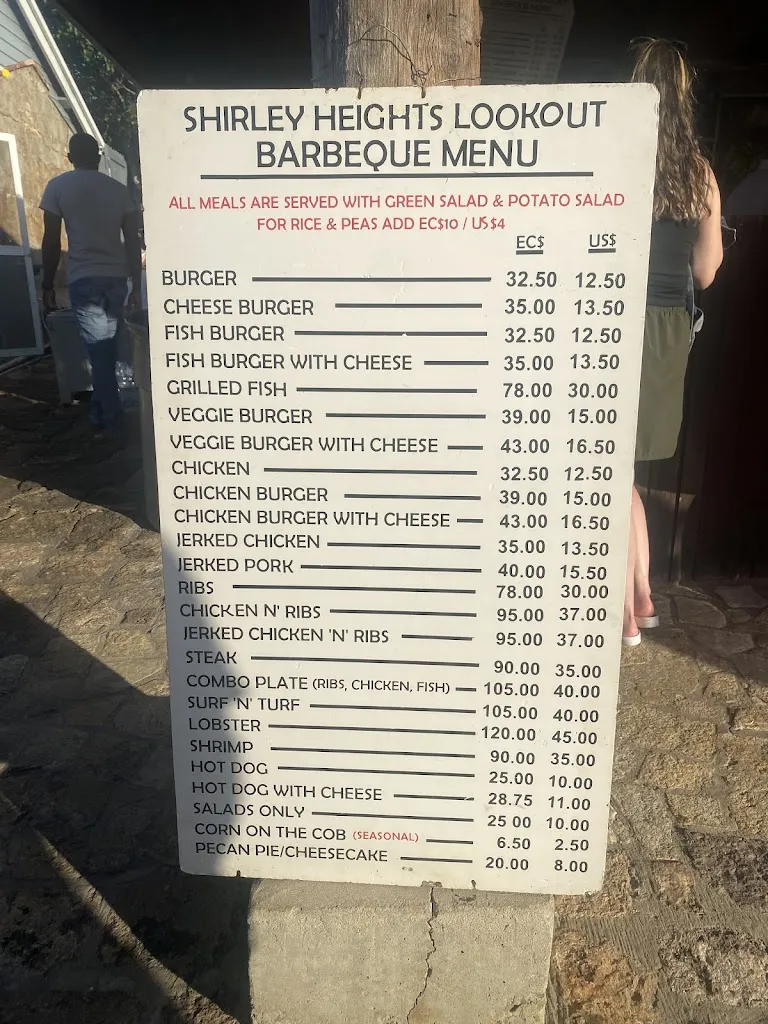 SHIRLEY HEIGHTS LOOKOUT
BARBEQUE MENU
ALL MEALS ARE SERVED WITH GREEN SALAD & POTATO SALAD
FOR RICE & PEAS ADD EC$10 / US$4
EC$ US$
BURGER 32.50 12.50
CHEESE BURGER 35.00 13.50
FISH BURGER 32.50 12.50
FISH BURGER WITH CHEESE 35.00 13.50
GRILLED FISH 78.00 30.00
VEGGIE BURGER 39.00 15.00
VEGGIE BURGER WITH CHEESE 43.00 16.50
CHICKEN 32.50 12.50
CHICKEN BURGER 39.00 15.00
CHICKEN BURGER WITH CHEESE 43.00 16.50
JERKED CHICKEN 35.00 13.50
JERKED PORK 40.00 15.50
RIBS 78.00 30.00
CHICKEN N' RIBS 95.00 37.00
JERKED CHICKEN 'N' RIBS 95.00 37.00
STEAK 90.00 35.00
COMBO PLATE (RIBS, CHICKEN, FISH) 105.00 40.00
SURF 'N' TURF 105.00 40.00
LOBSTER 120.00 45.00
SHRIMP 90.00 35.00
HOT DOG 25.00 10.00
HOT DOG WITH CHEESE 28.75 11.00
SALADS ONLY 25 00 10.00
CORN ON THE COB (SEASONAL) 6.50 2.50
PECAN PIE/CHEESECAKE 20.00 8.00